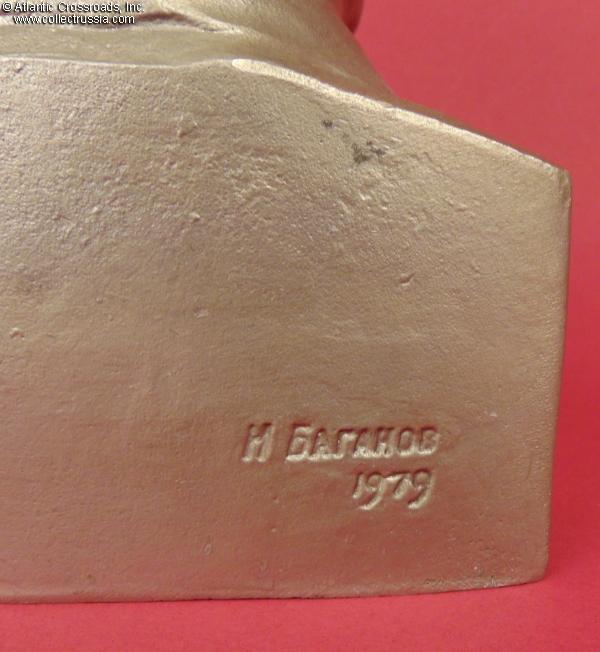 © Atlantic Crossroads, Inc.
www.collectrussia.com
И БАГАНОВ
1979